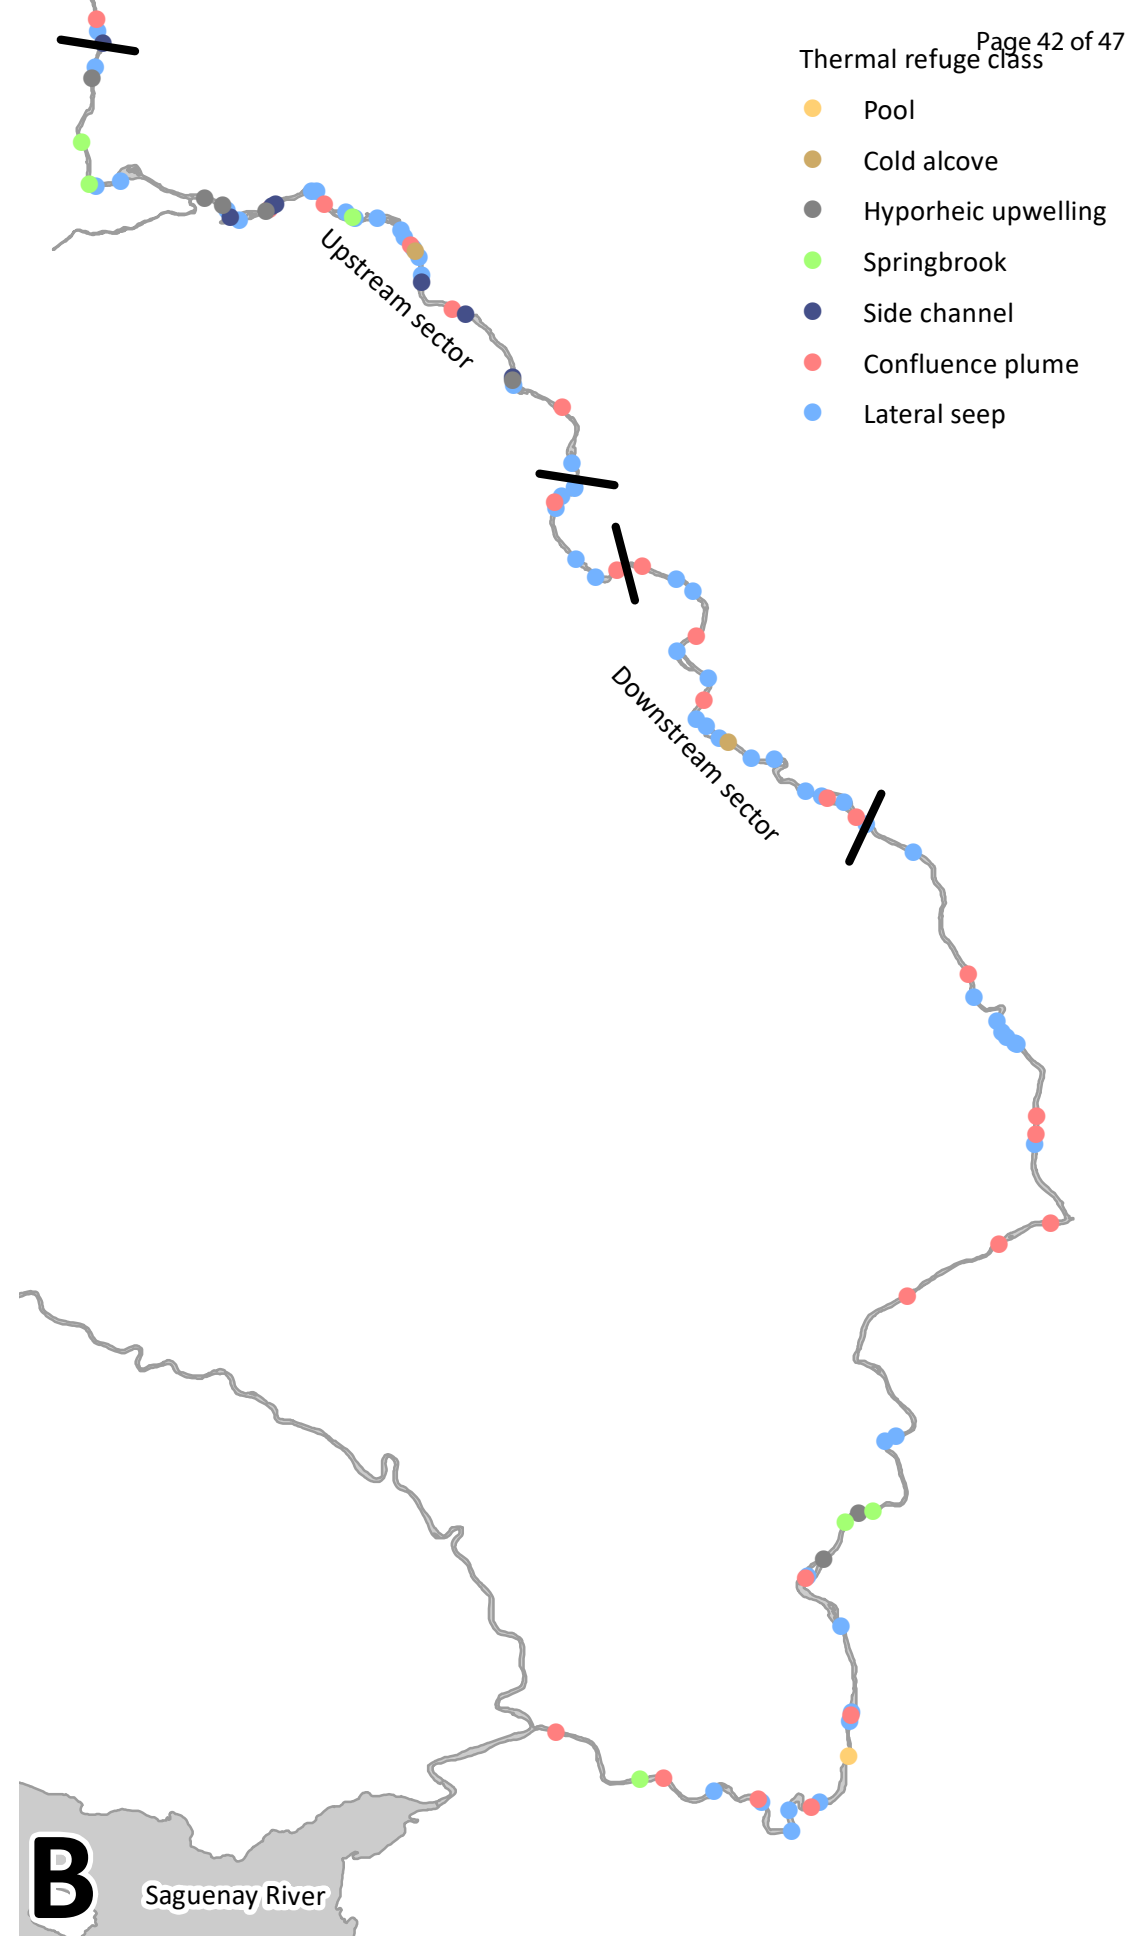 Page 42 of 47
Thermal refuge class
Pool
Cold alcove
Hyporheic upwelling
Springbrook
Side channel
Confluence plume
Lateral seep
Upstream sector
Downstream sector
B
Saguenay River